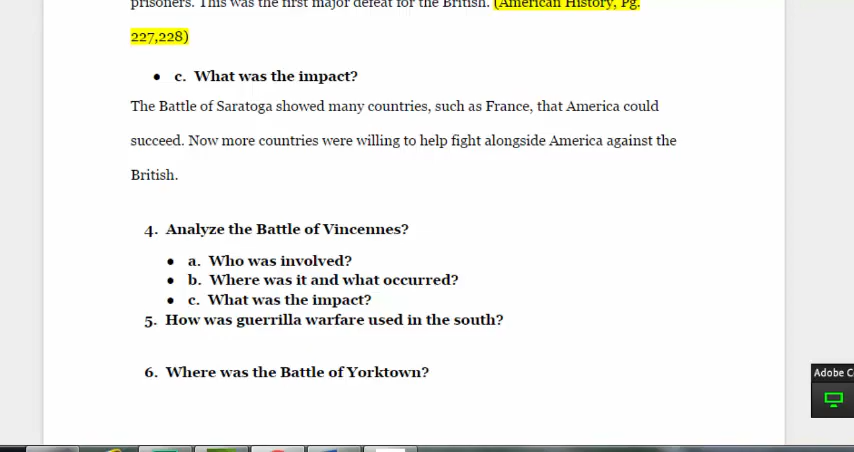 prisoners. This was the first major defeat for the British. (American History, Pg.
227,228)
• c. What was the impact?
The Battle of Saratoga showed many countries, such as France, that America could
succeed. Now more countries were willing to help fight alongside America against the
British.
4. Analyze the Battle of Vincennes?
• a. Who was involved?
• b. Where was it and what occurred?
• c. What was the impact?
5. How was guerrilla warfare used in the south?
6. Where was the Battle of Yorktown?
Adobe C